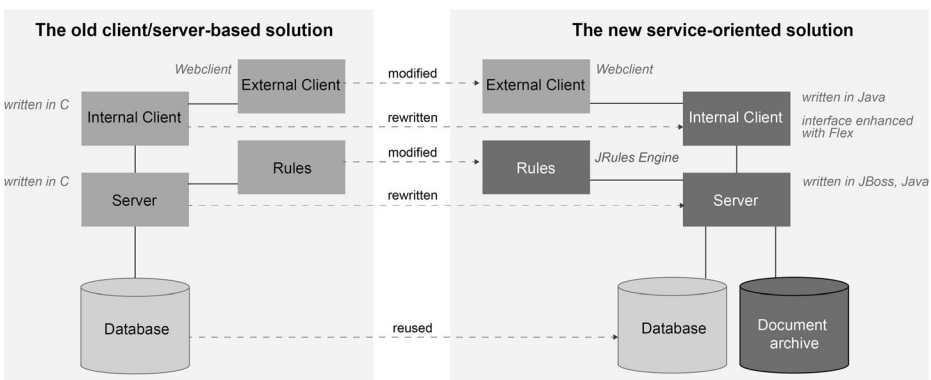 The old client/server-based solution
The new service-oriented solution
Webclient
External Client
modified
External Client
Webclient
written in C
Internal Client
rewritten
Internal Client
written in Java
interface enhanced
with Flex
Rules
modified
Rules
JRules Engine
written in C
Server
rewritten
Server
written in JBoss, Java
Database
reused
Database
Document
archive